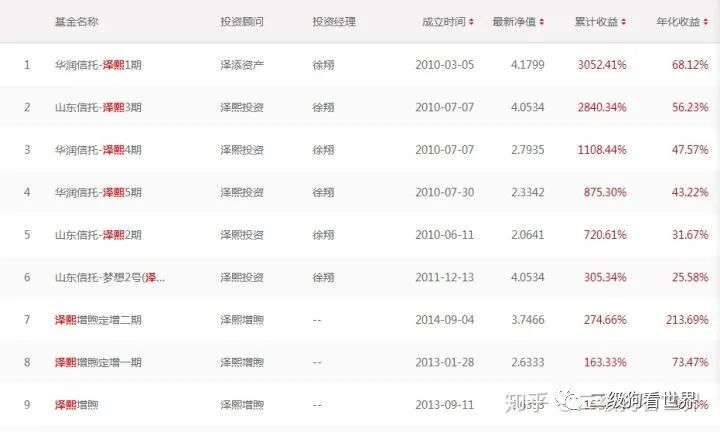 基金名称 投资顾问 投资经理 成立时间 最新净值 累计收益 年化收益
1 华润信托-泽熙1期 泽添资产 徐翔 2010-03-05 4.1799 3052.41% 68.12%
2 山东信托-泽熙3期 泽熙投资 徐翔 2010-07-07 4.0534 2840.34% 56.23%
3 华润信托-泽熙4期 泽熙投资 徐翔 2010-07-07 2.7935 1108.44% 47.57%
4 华润信托-泽熙5期 泽熙投资 徐翔 2010-07-30 2.3342 875.30% 43.22%
5 山东信托-泽熙2期 泽熙投资 徐翔 2010-06-11 2.0641 720.61% 31.67%
6 山东信托-梦想2号(泽... 泽熙投资 徐翔 2011-12-13 4.0534 305.34% 25.58%
7 泽熙增煦定增二期 泽熙增煦 -- 2014-09-04 3.7466 274.66% 213.69%
8 泽熙增煦定增一期 泽熙增煦 -- 2013-01-28 2.6333 163.33% 73.47%
9 泽熙增煦 泽熙增煦 -- 2013-09-11
知乎 级狗看世界